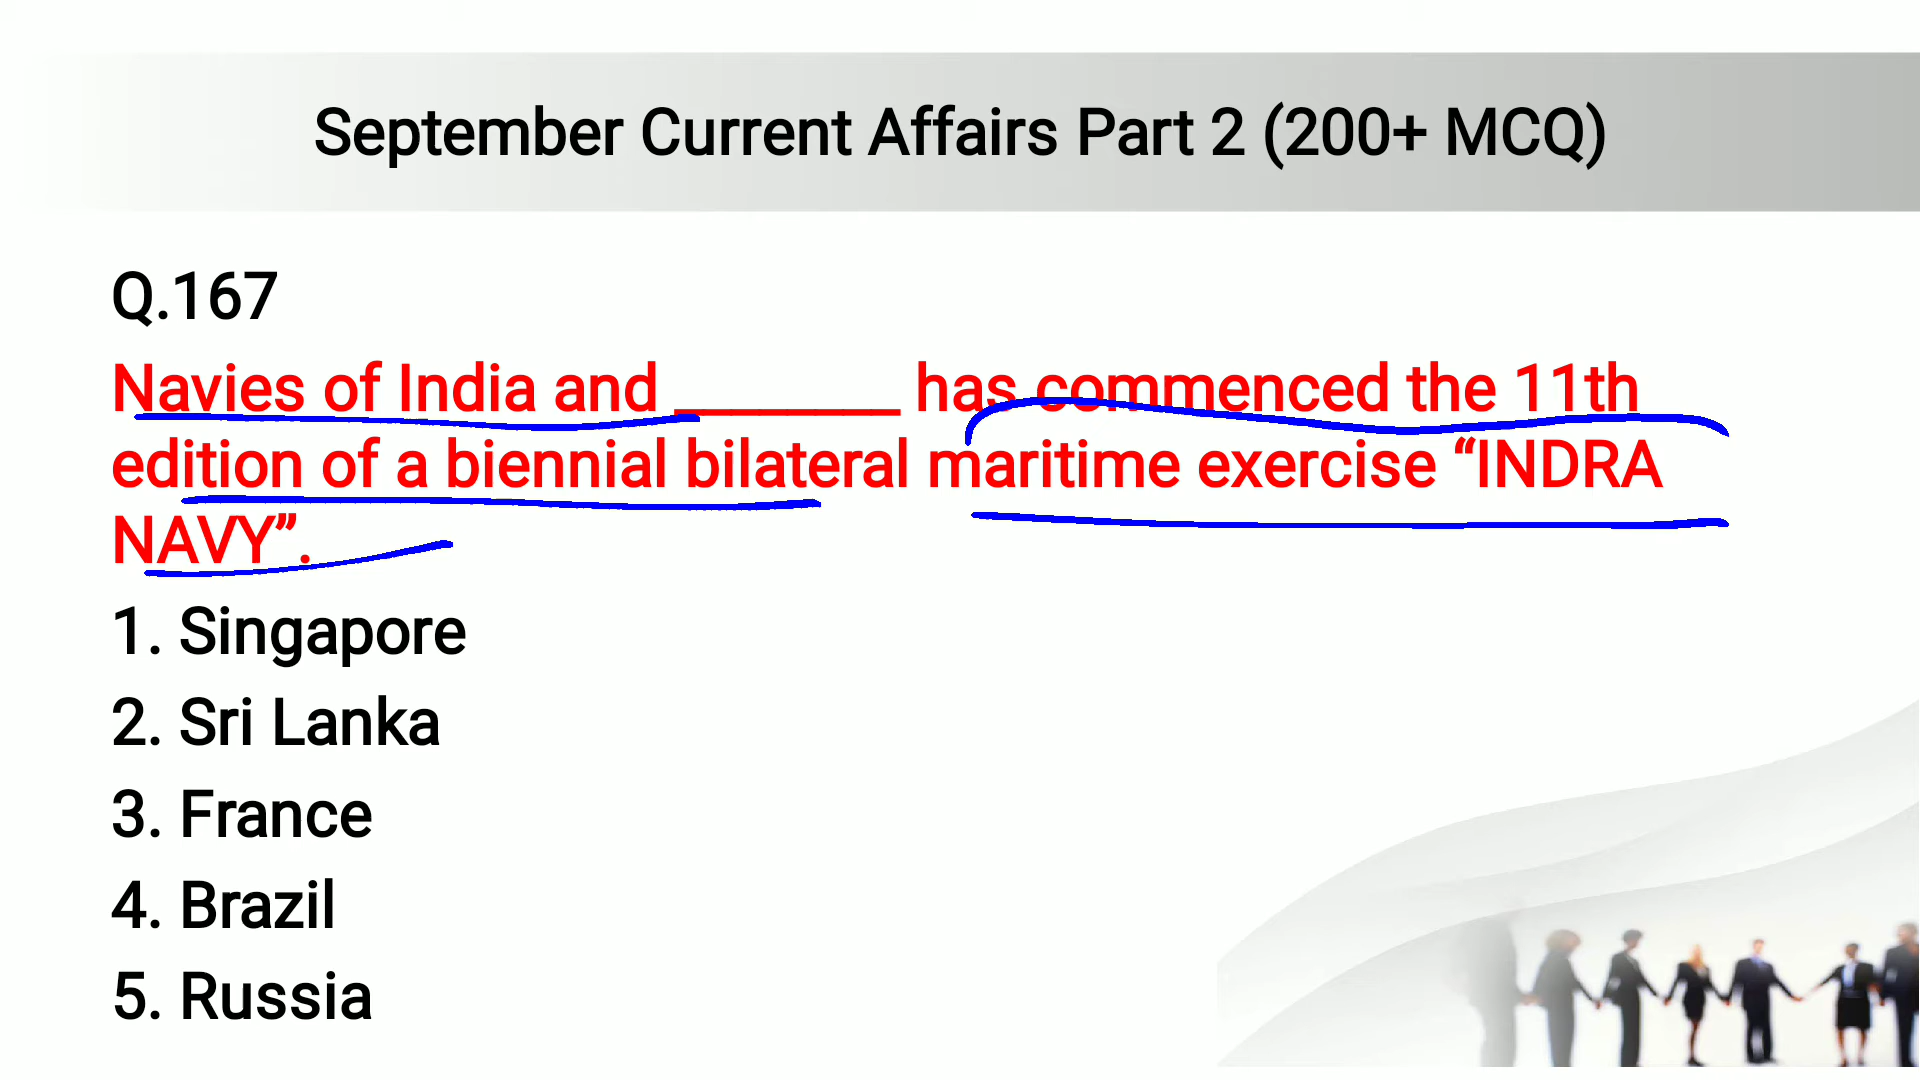 September Current Affairs Part 2 (200+ MCQ)
Q.167
Navies of India and ________ has commenced the 11th
edition of a biennial bilateral maritime exercise “INDRA
NAVY”.
1. Singapore
2. Sri Lanka
3. France
4. Brazil
5. Russia